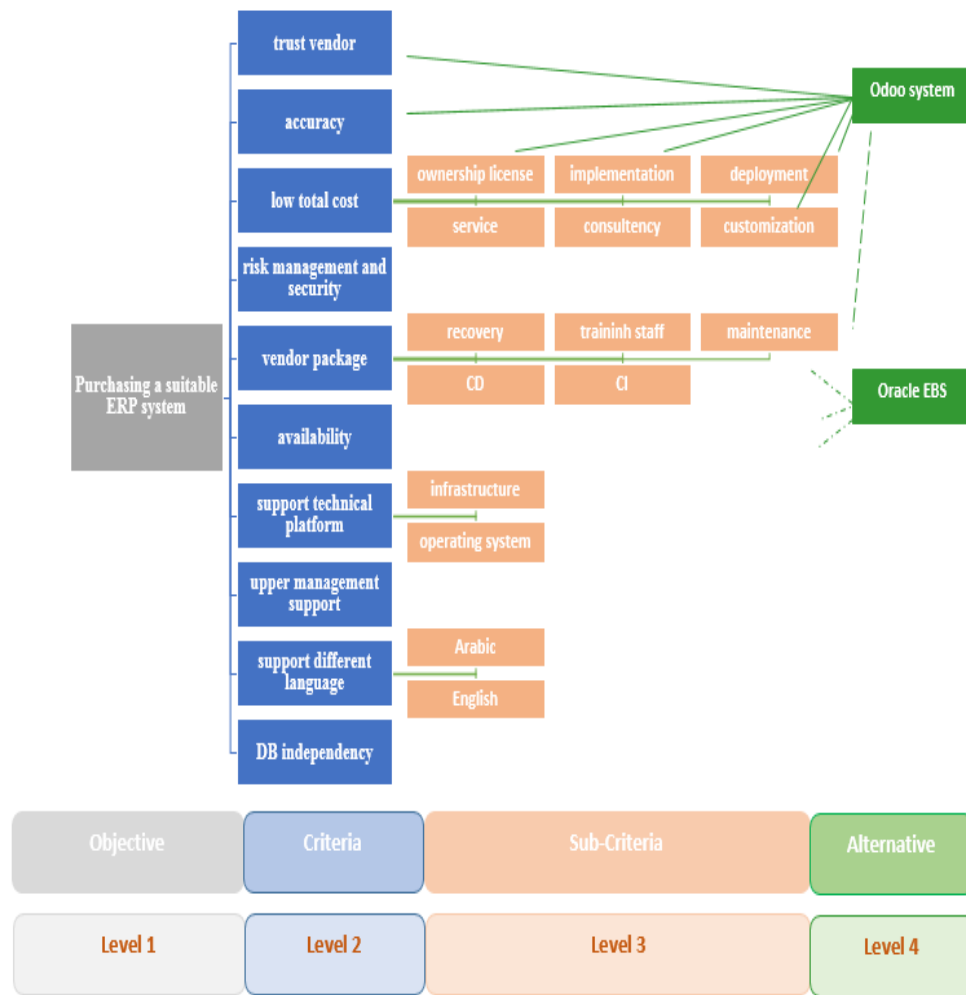 trust vendor
accuracy
low total cost
risk management and
security
vendor package
availability
support technical
platform
upper management
support
support different
language
DB independency
Purchasing a suitable
ERP system
ownership license
implementation
deployment
service
consultency
customization
recovery
traininh staff
maintenance
CD
CI
infrastructure
operating system
Arabic
English
Odoo system
Oracle EBS
Objective
Criteria
Sub-Criteria
Alternative
Level 1
Level 2
Level 3
Level 4